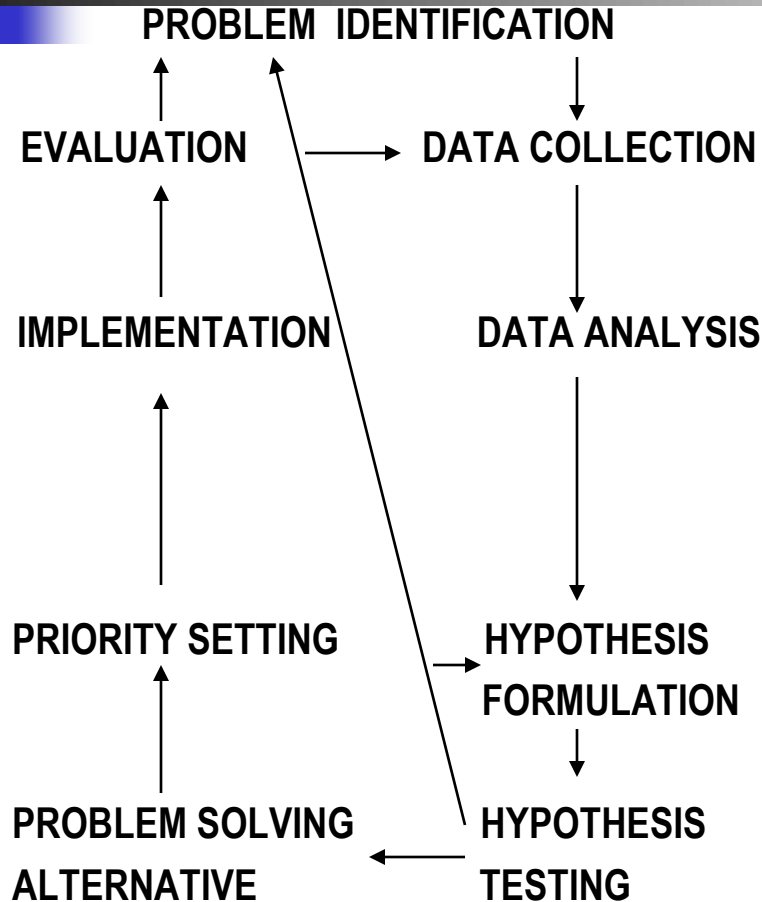 PROBLEM IDENTIFICATION
EVALUATION
DATA COLLECTION
IMPLEMENTATION
DATA ANALYSIS
PRIORITY SETTING
HYPOTHESIS
FORMULATION
PROBLEM SOLVING
ALTERNATIVE
HYPOTHESIS
TESTING